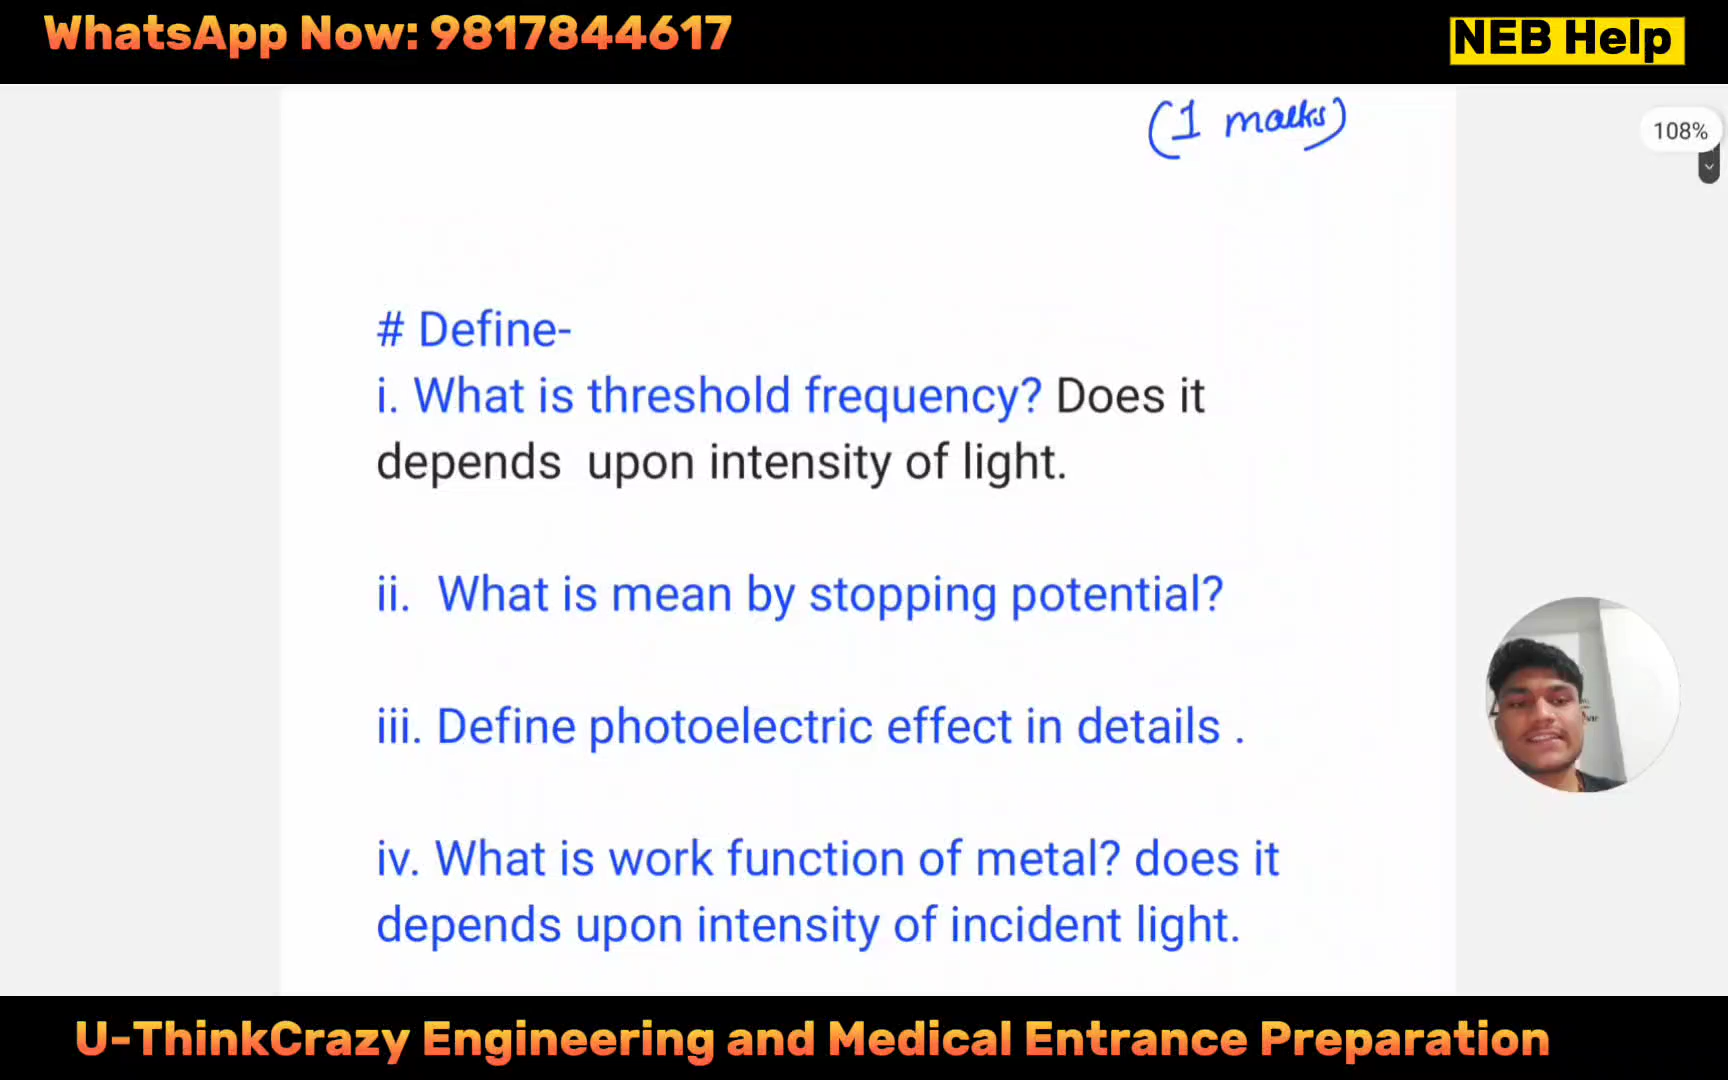 WhatsApp Now: 9817844617
NEB Help
(1 marks)
108%
# Define-
i. What is threshold frequency? Does it
depends upon intensity of light.
ii. What is mean by stopping potential?
iii. Define photoelectric effect in details .
iv. What is work function of metal? does it
depends upon intensity of incident light.
U-ThinkCrazy Engineering and Medical Entrance Preparation